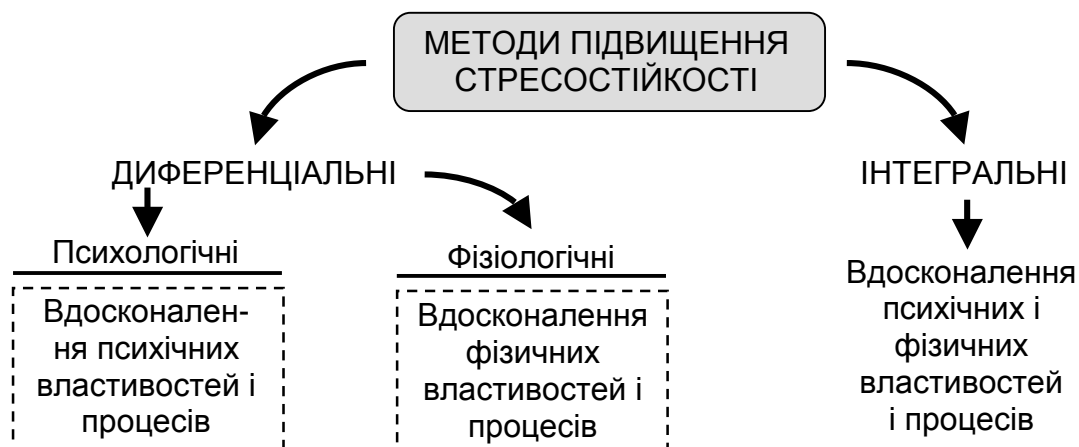 МЕТОДИ ПІДВИЩЕННЯ
СТРЕСОСТІЙКОСТІ
ДИФЕРЕНЦІАЛЬНІ
ІНТЕГРАЛЬНІ
Психологічні
Вдосконален-
ня психічних
властивостей і
процесів
Фізіологічні
Вдосконалення
фізичних
властивостей і
процесів
Вдосконалення
психічних і
фізичних
властивостей
і процесів